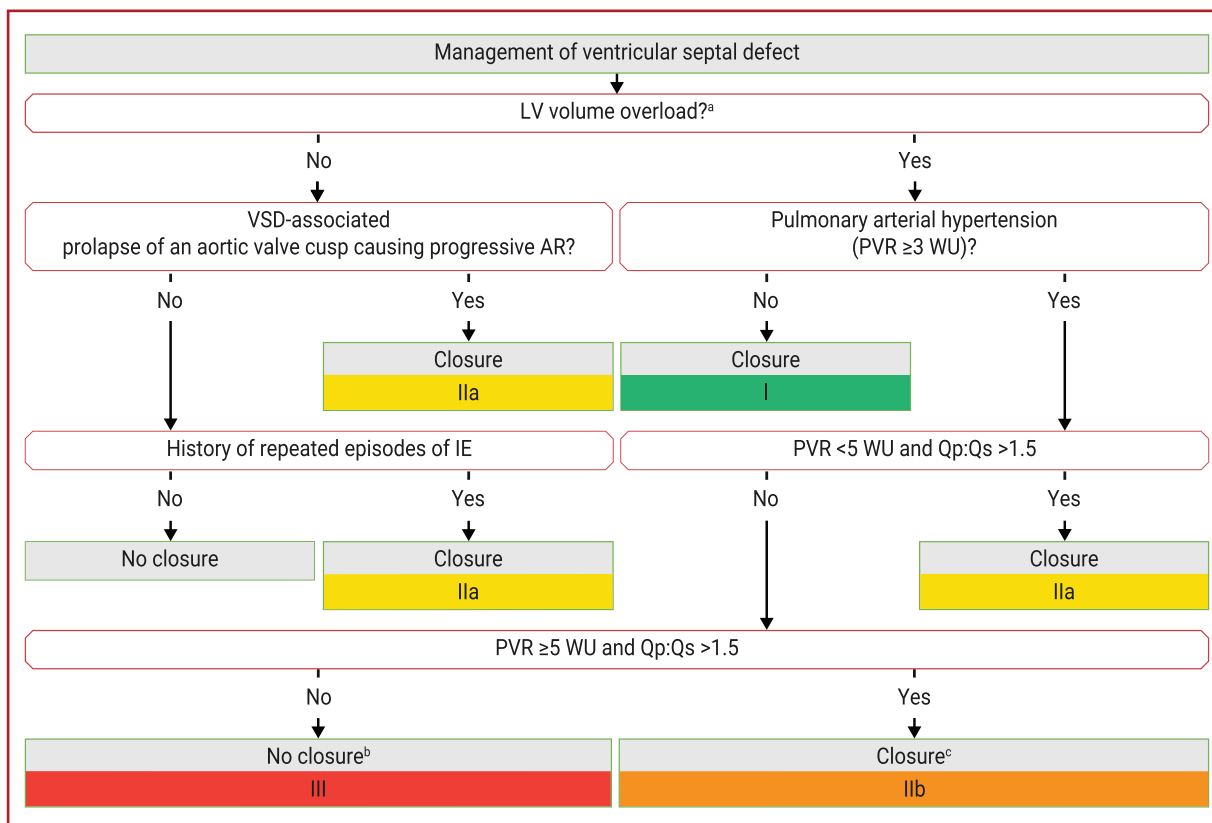 Management of ventricular septal defect
LV volume overload?ᵃ
No
Yes
VSD-associated
prolapse of an aortic valve cusp causing progressive AR?
Pulmonary arterial hypertension
(PVR ≥3 WU)?
No
Yes
No
Yes
Closure
IIa
Closure
I
History of repeated episodes of IE
PVR <5 WU and Qp:Qs >1.5
No
Yes
No
Yes
No closure
Closure
IIa
Closure
IIa
PVR ≥5 WU and Qp:Qs >1.5
No
Yes
No closureᵇ
III
Closureᶜ
IIb